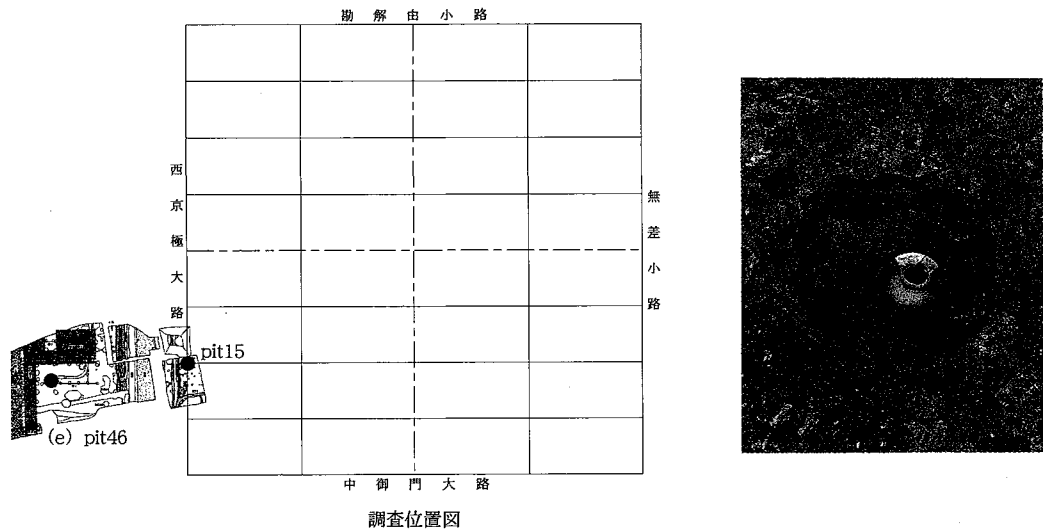 勘解由小路
西京極大路
無差小路
pit15
(e) pit46
中御門大路
調査位置図